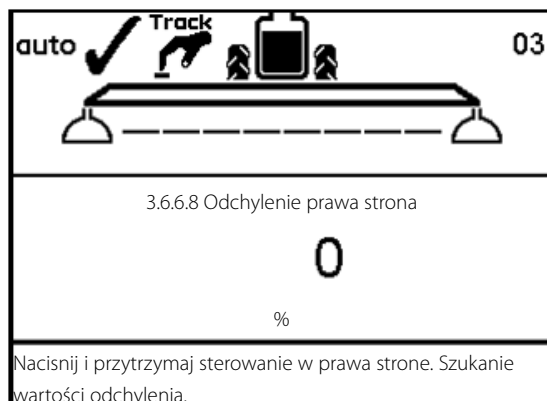 Track
auto 03
3.6.6.8 Odchylenie prawa strona
0
%
Nacisnij i przytrzymaj sterowanie w prawa strone. Szukanie
wartości odchylenia.